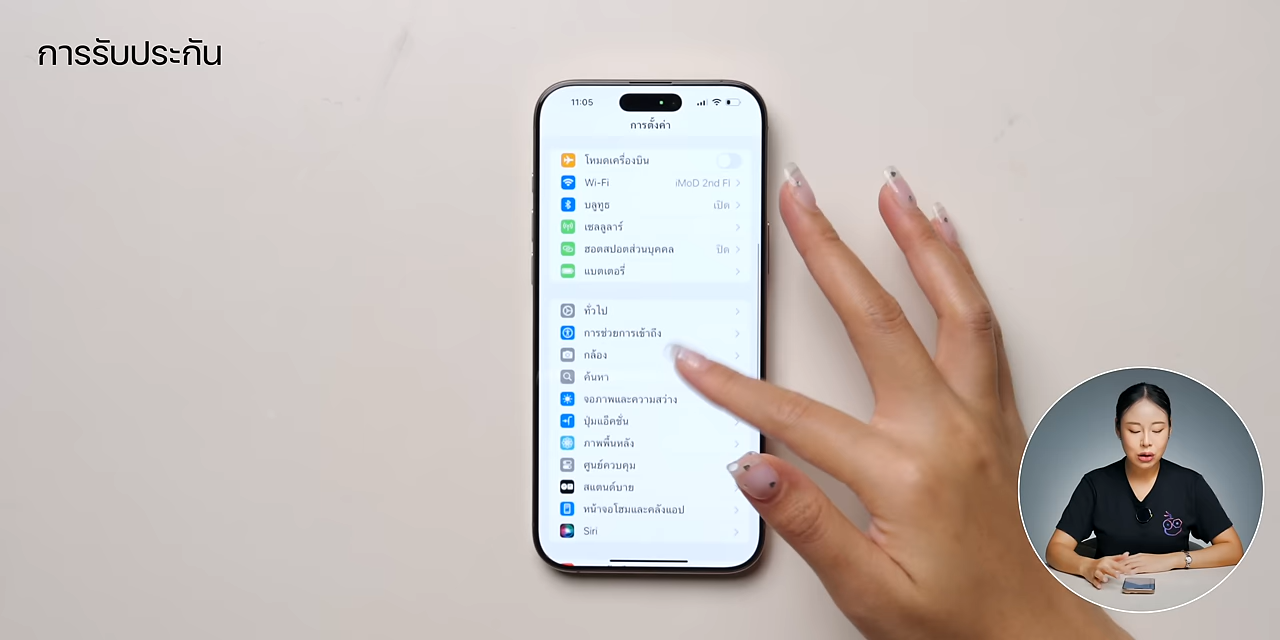 การรับประกัน
11:05
การตั้งค่า
โหมดเครื่องบิน
Wi-Fi iMoD 2nd Fl
บลูทูธ เปิด
เซลลูลาร์
ฮอตสปอตส่วนบุคคล ปิด
แบตเตอรี่
ทั่วไป
การช่วยการเข้าถึง
กล้อง
ค้นหา
จอภาพและความสว่าง
ปุ่มแอ็คชั่น
ภาพพื้นหลัง
ศูนย์ควบคุม
สแตนด์บาย
หน้าจอโฮมและคลังแอป
Siri